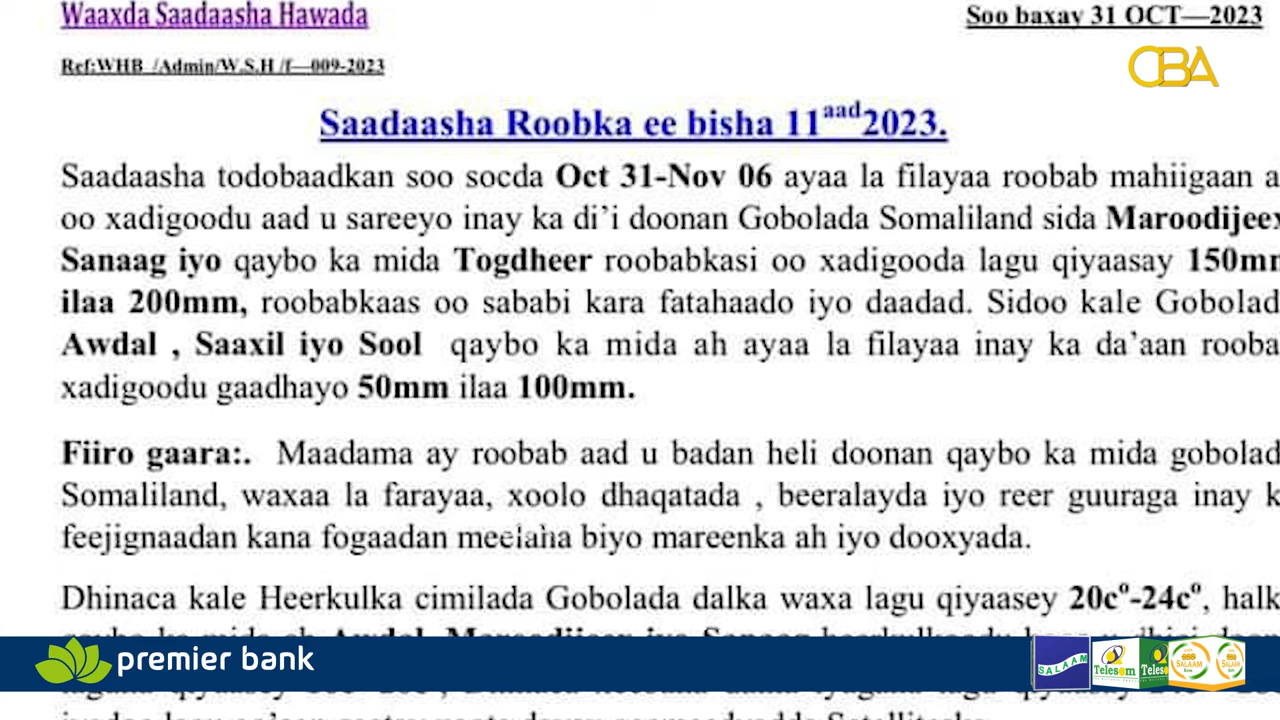 Waaxda Saadaasha Hawada
Soo baxay 31 OCT—2023
Ref:WHB /Admin/W.S.H /f—009-2023
CBA
Saadaasha Roobka ee bisha 11aad2023.
Saadaasha todobaadkan soo socda Oct 31-Nov 06 ayaa la filayaa roobab mahiigaan a
oo xadigoodu aad u sareeyo inay ka di’i doonan Gobolada Somaliland sida Maroodijeex
Sanaag iyo qaybo ka mida Togdheer roobabkasi oo xadigooda lagu qiyaasay 150mm
ilaa 200mm, roobabkaas oo sababi kara fatahaado iyo daadad. Sidoo kale Gobolad
Awdal , Saaxil iyo Sool qaybo ka mida ah ayaa la filayaa inay ka da’aan rooba
xadigoodu gaadhayo 50mm ilaa 100mm.
Fiiro gaara:. Maadama ay roobab aad u badan heli doonan qaybo ka mida gobolad
Somaliland, waxaa la farayaa, xoolo dhaqatada , beeralayda iyo reer guuraga inay k
feejignaadan kana fogaadan meelaha biyo mareenka ah iyo dooxyada.
Dhinaca kale Heerkulka cimilada Gobolada dalka waxa lagu qiyaasey 20cº-24cº, halk
premier bank
SALAAM
Telesom
SALAAM